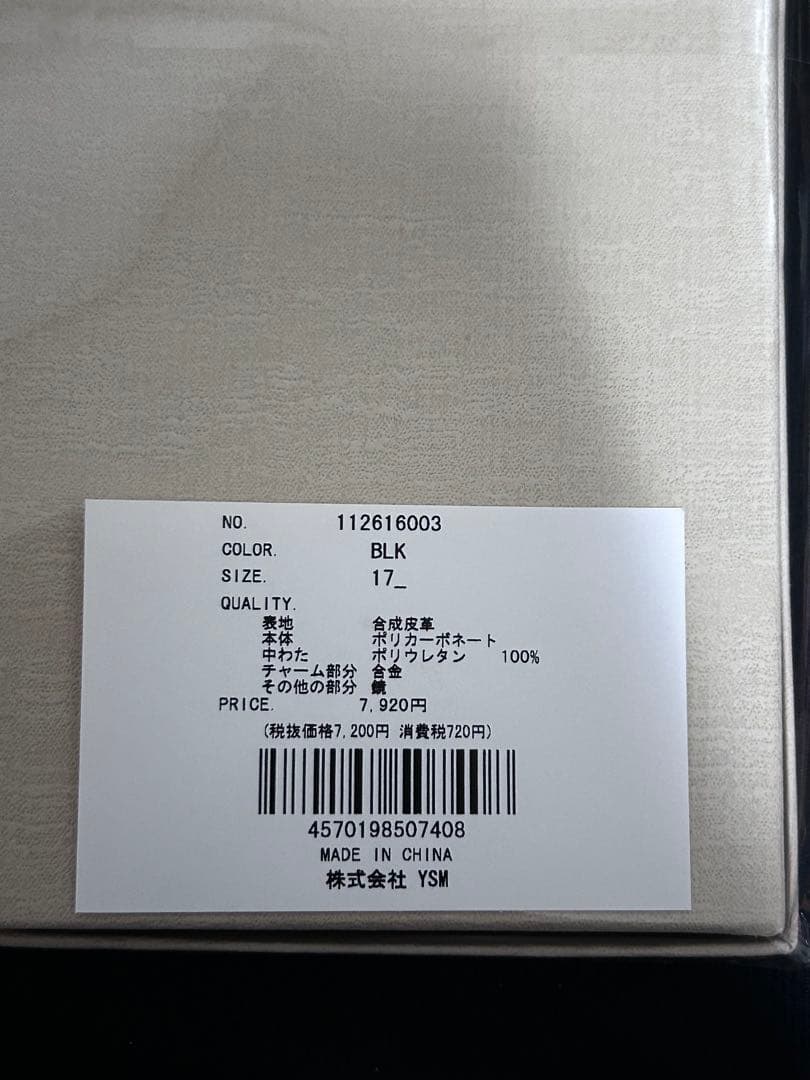 NO. 112616003
COLOR. BLK
SIZE. 17_
QUALITY.
表地 合成皮革
本体 ポリカーボネート
中わた ポリウレタン 100%
チャーム部分 合金
その他の部分 鏡
PRICE. 7,920円
(税抜価格7,200円 消費税720円)
4570198507408
MADE IN CHINA
株式会社 YSM